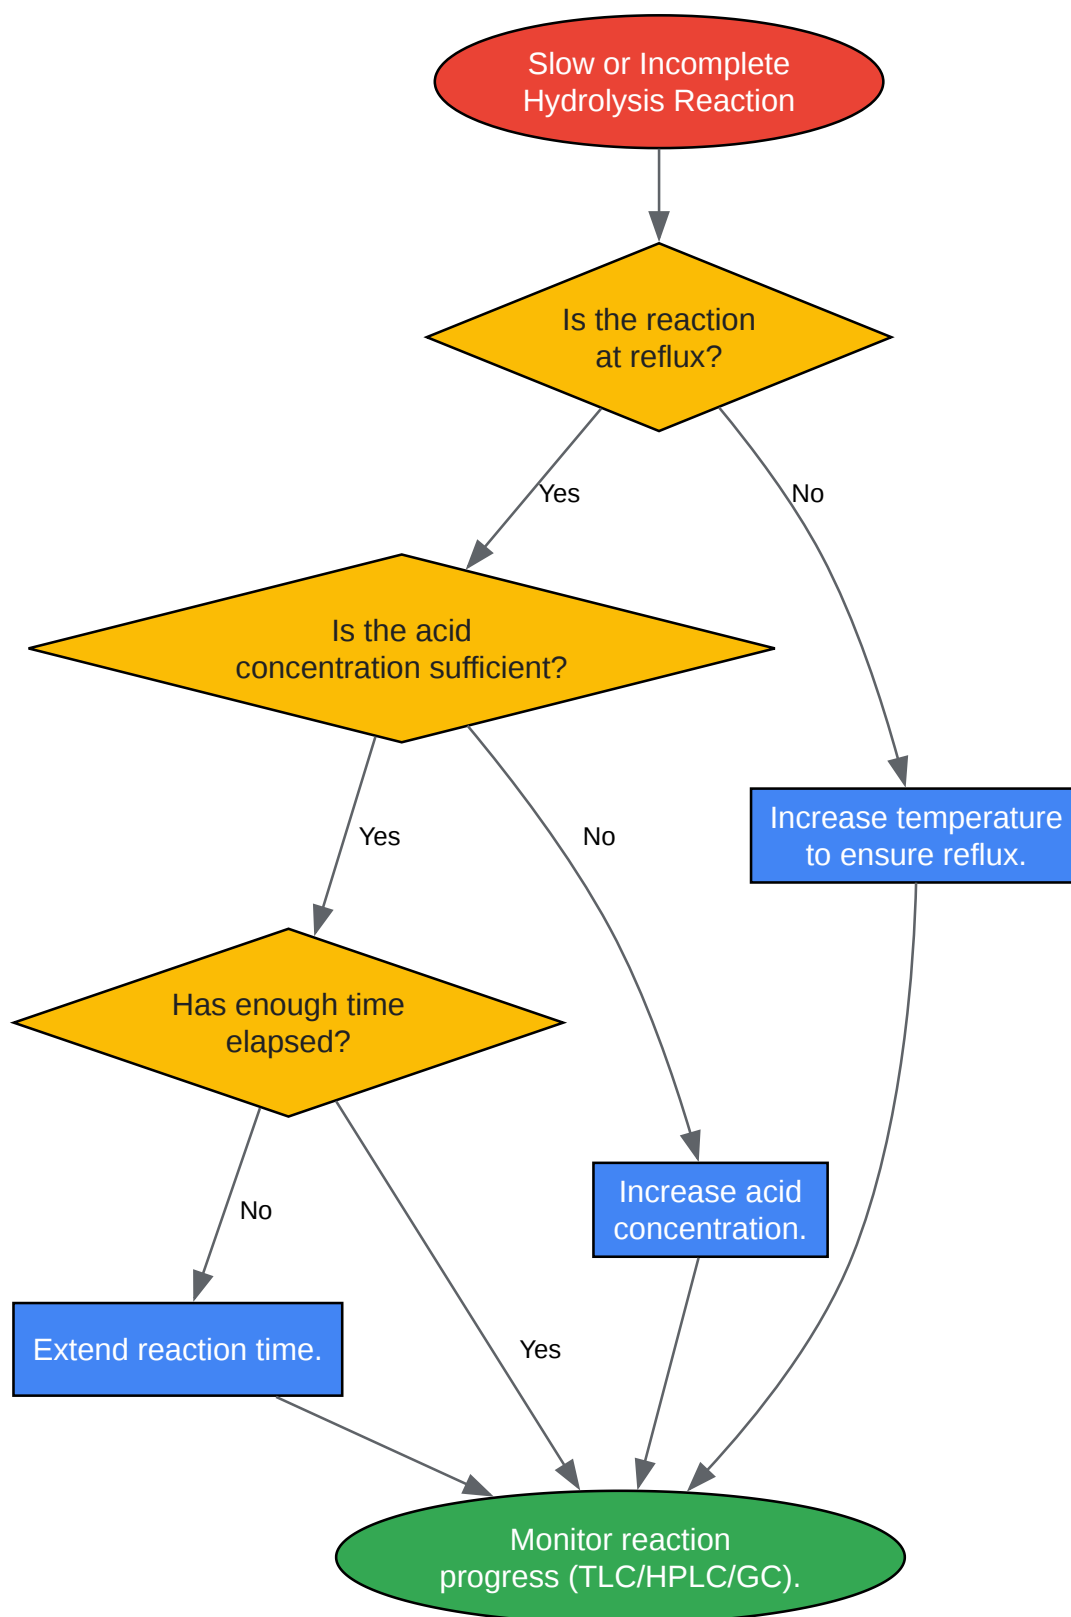 Slow or Incomplete
Hydrolysis Reaction
Is the reaction
at reflux?
Yes
No
Is the acid
concentration sufficient?
Increase temperature
to ensure reflux.
Yes
No
Has enough time
elapsed?
Increase acid
concentration.
No
Extend reaction time.
Yes
Monitor reaction
progress (TLC/HPLC/GC).